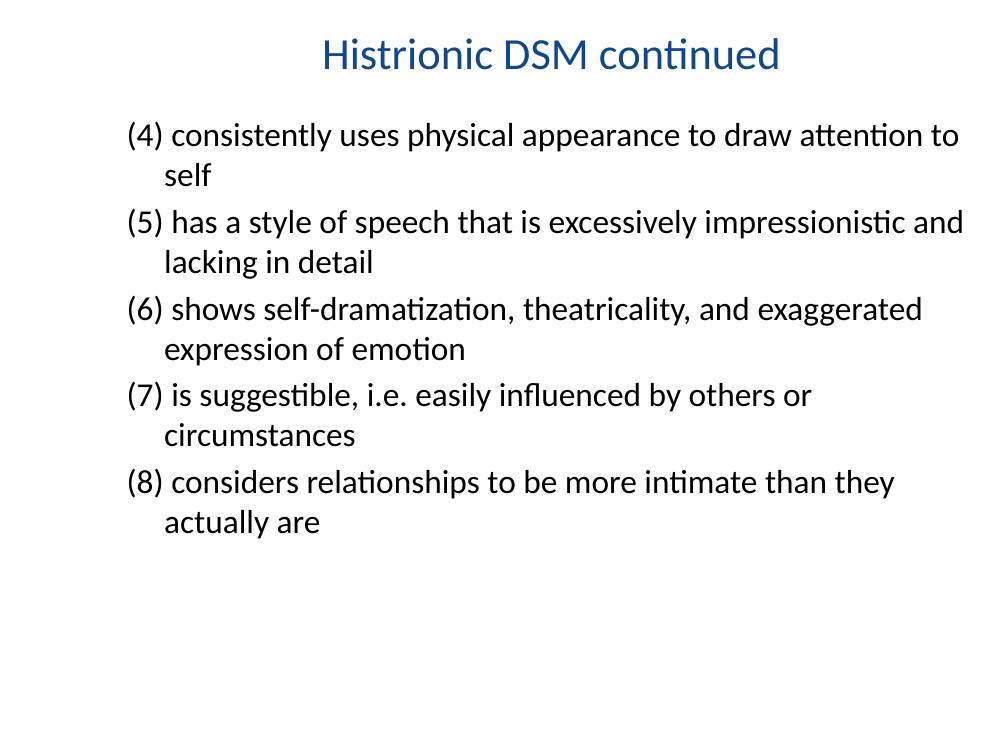 Histrionic DSM continued
(4) consistently uses physical appearance to draw attention to
self
(5) has a style of speech that is excessively impressionistic and
lacking in detail
(6) shows self-dramatization, theatricality, and exaggerated
expression of emotion
(7) is suggestible, i.e. easily influenced by others or
circumstances
(8) considers relationships to be more intimate than they
actually are